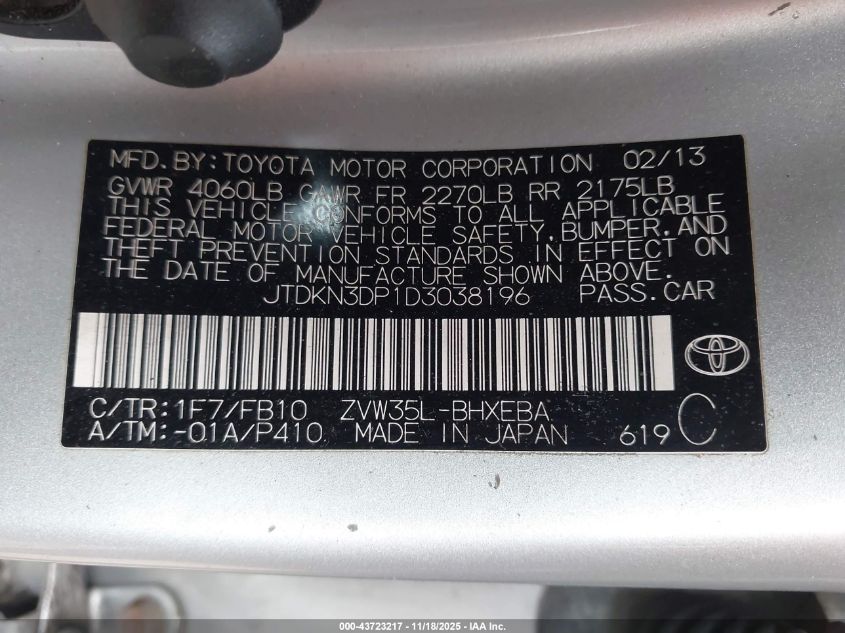 MFD. BY: TOYOTA MOTOR CORPORATION 02/13
GVWR 4060LB GAWR FR 2270LB RR 2175LB
THIS VEHICLE CONFORMS TO ALL APPLICABLE
FEDERAL MOTOR VEHICLE SAFETY, BUMPER, AND
THEFT PREVENTION STANDARDS IN EFFECT ON
THE DATE OF MANUFACTURE SHOWN ABOVE.
JTDKN3DP1D3038196 PASS. CAR
C/TR: 1F7/FB10 ZVW35L-BHXEBA
A/TM: -01A/P410 MADE IN JAPAN 619 C
000-43723217 - 11/18/2025 - IAA Inc.